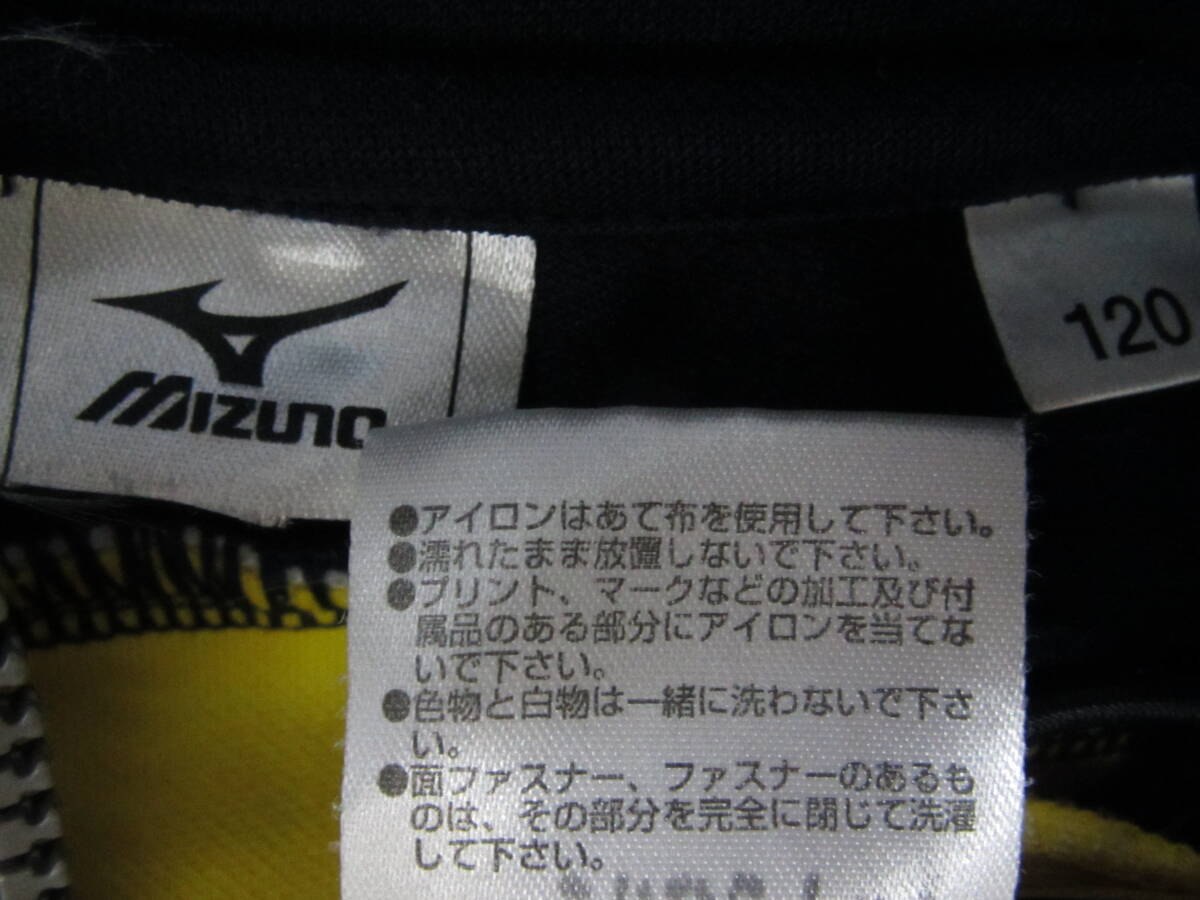 MIZUNO
120
●アイロンはあて布を使用して下さい。
●濡れたまま放置しないで下さい。
●プリント、マークなどの加工及び付
属品のある部分にアイロンを当てな
いで下さい。
●色物と白物は一緒に洗わないで下さ
い。
●面ファスナー、ファスナーのあるも
のは、その部分を完全に閉じて洗濯
して下さい。